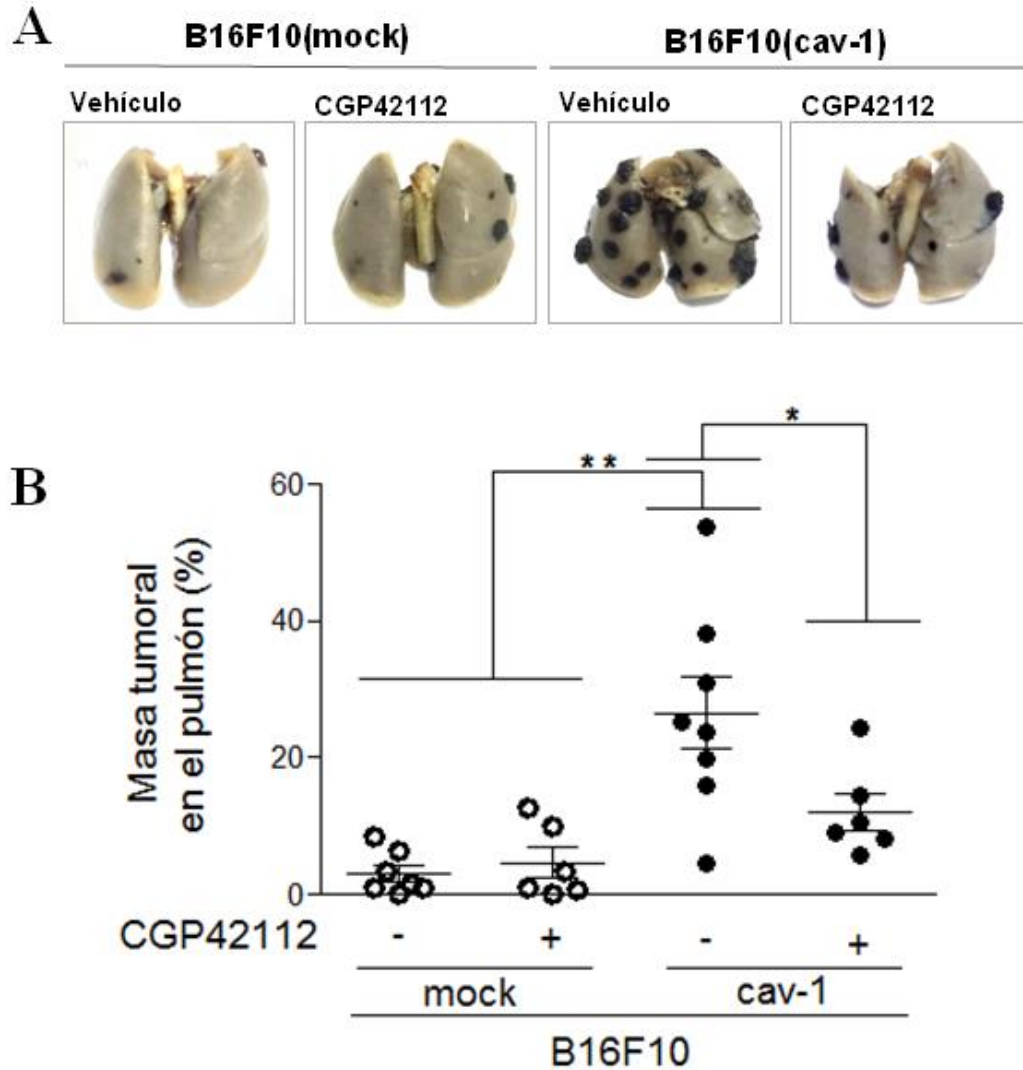 A
B16F10(mock)
B16F10(cav-1)
Vehículo
CGP42112
Vehículo
CGP42112
B
Masa tumoral
en el pulmón (%)
60
40
20
0
**
*
CGP42112 - + - +
mock cav-1
B16F10